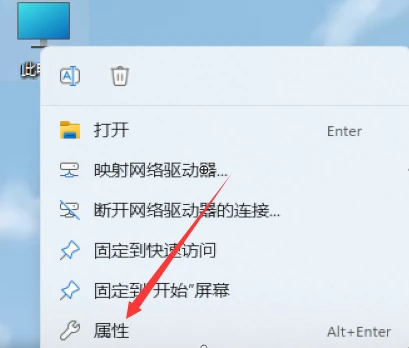 打开 Enter
映射网络驱动器...
断开网络驱动器的连接...
固定到快速访问
固定到"开始"屏幕
属性 Alt+Enter